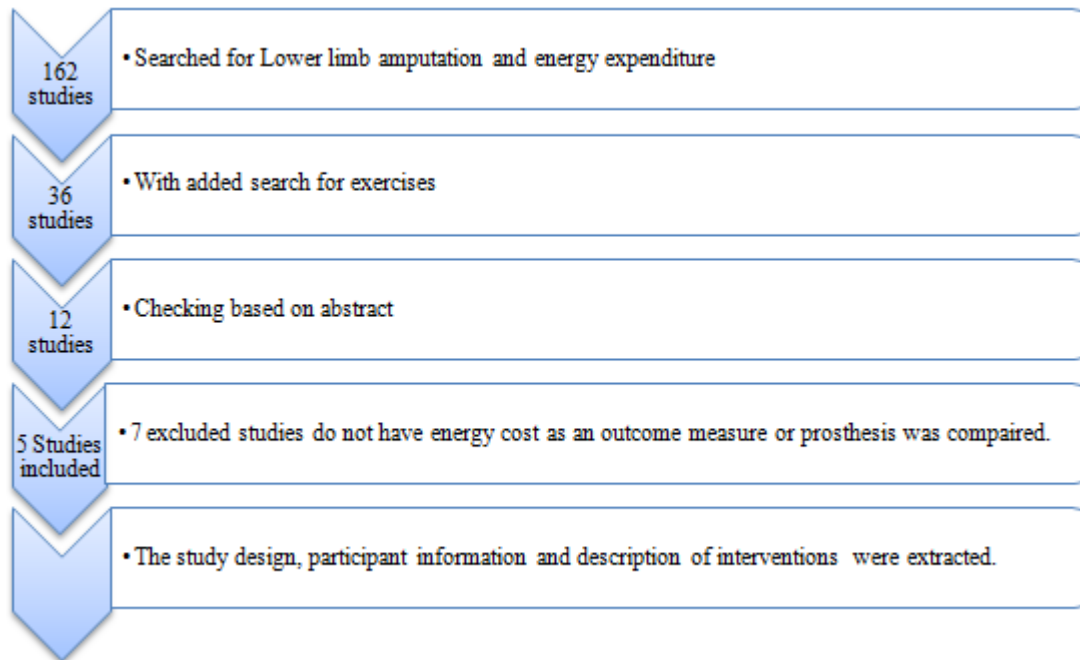 162
studies
• Searched for Lower limb amputation and energy expenditure
36
studies
• With added search for exercises
12
studies
• Checking based on abstract
5 Studies
included
• 7 excluded studies do not have energy cost as an outcome measure or prosthesis was compaired.
• The study design, participant information and description of interventions were extracted.